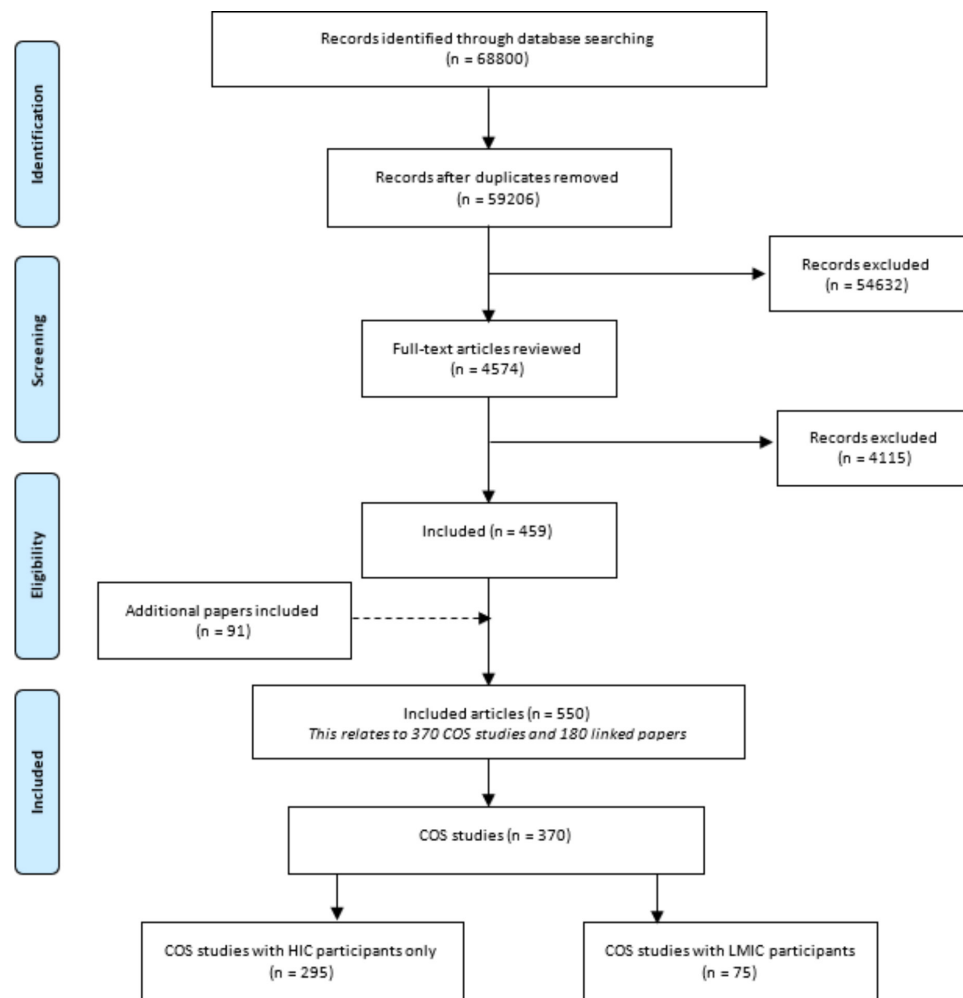 Records identified through database searching
(n = 68800)
Identification
Records after duplicates removed
(n = 59206)
Records excluded
(n = 54632)
Screening
Full-text articles reviewed
(n = 4574)
Records excluded
(n = 4115)
Eligibility
Included (n = 459)
Additional papers included
(n = 91)
Included
Included articles (n = 550)
This relates to 370 COS studies and 180 linked papers
COS studies (n = 370)
COS studies with HIC participants only
(n = 295)
COS studies with LMIC participants
(n = 75)